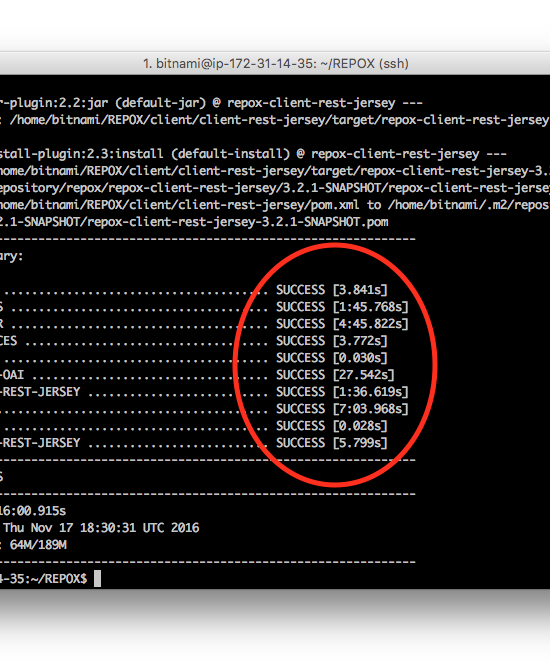 1. bitnami@ip-172-31-14-35: ~/REPOX (ssh)
r-plugin:2.2:jar (default-jar) @ repox-client-rest-jersey ---
: /home/bitnami/REPOX/client/client-rest-jersey/target/repox-client-rest-jersey
stall-plugin:2.3:install (default-install) @ repox-client-rest-jersey ---
home/bitnami/REPOX/client/client-rest-jersey/target/repox-client-rest-jersey-3.
epository/repox/repox-client-rest-jersey/3.2.1-SNAPSHOT/repox-client-rest-jerse
home/bitnami/REPOX/client/client-rest-jersey/pom.xml to /home/bitnami/.m2/repos
2.1-SNAPSHOT/repox-client-rest-jersey-3.2.1-SNAPSHOT.pom
------------------------------------------------------------------------
ary:
.................................... SUCCESS [3.841s]
S ................................... SUCCESS [1:45.768s]
R ................................... SUCCESS [4:45.822s]
CES ................................. SUCCESS [3.772s]
.................................... SUCCESS [0.030s]
-OAI ................................ SUCCESS [27.542s]
-REST-JERSEY ........................ SUCCESS [1:36.619s]
.................................... SUCCESS [7:03.968s]
.................................... SUCCESS [0.028s]
-REST-JERSEY ........................ SUCCESS [5.799s]
------------------------------------------------------------------------
S
------------------------------------------------------------------------
16:00.915s
Thu Nov 17 18:30:31 UTC 2016
: 64M/189M
------------------------------------------------------------------------
4-35:~/REPOX$